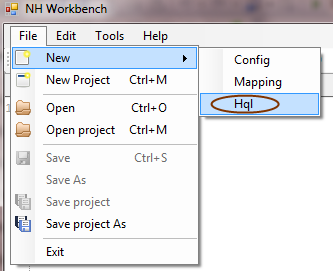 NH Workbench
File Edit Tools Help
New
Config
New Project Ctrl+M
Mapping
Hql
Open Ctrl+O
Open project Ctrl+M
Save Ctrl+S
Save As
Save project
Save project As
Exit